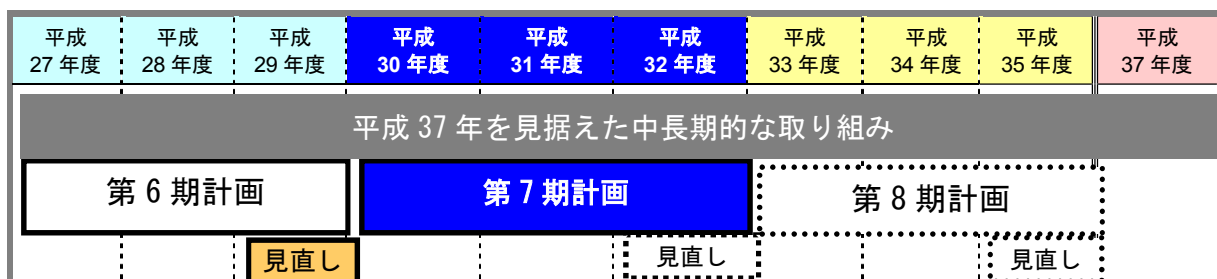 平成 平成 平成 平成 平成 平成 平成 平成 平成 平成
27 年度 28 年度 29 年度 30 年度 31 年度 32 年度 33 年度 34 年度 35 年度 37 年度
平成 37 年を見据えた中長期的な取り組み
第 6 期計画 第 7 期計画 第 8 期計画
見直し 見直し 見直し